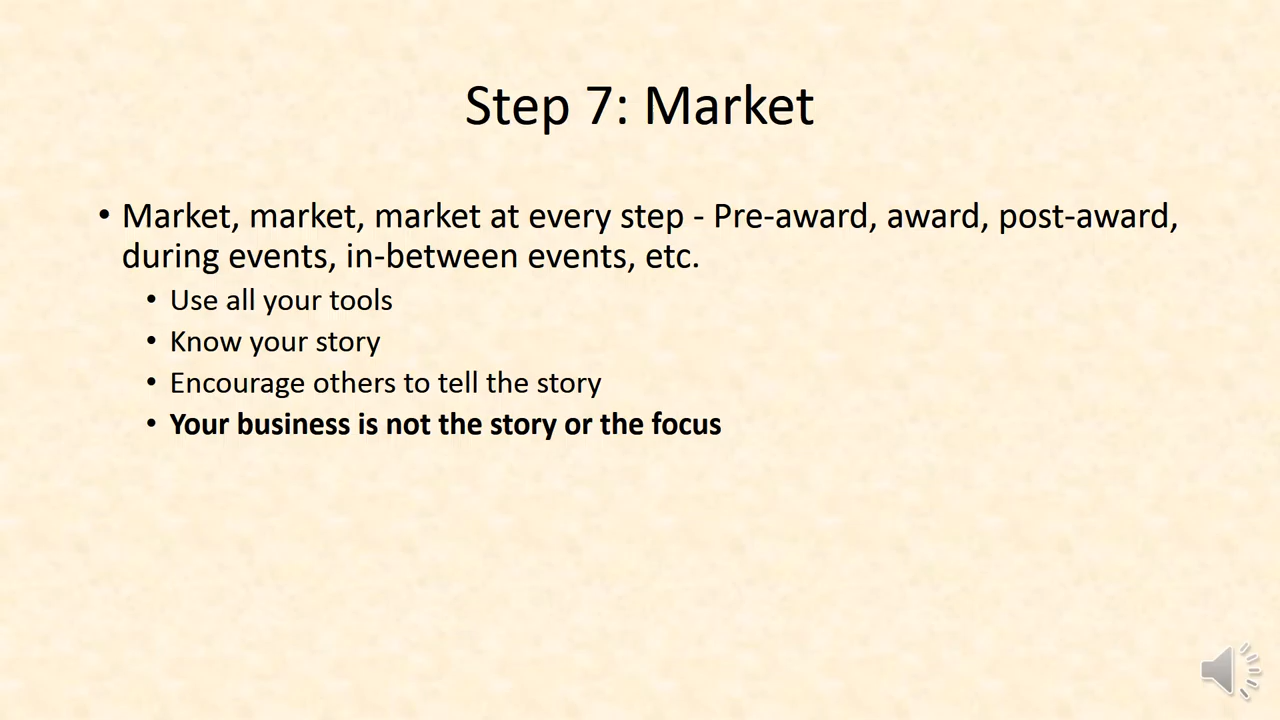 Step 7: Market
• Market, market, market at every step - Pre-award, award, post-award,
during events, in-between events, etc.
• Use all your tools
• Know your story
• Encourage others to tell the story
• Your business is not the story or the focus